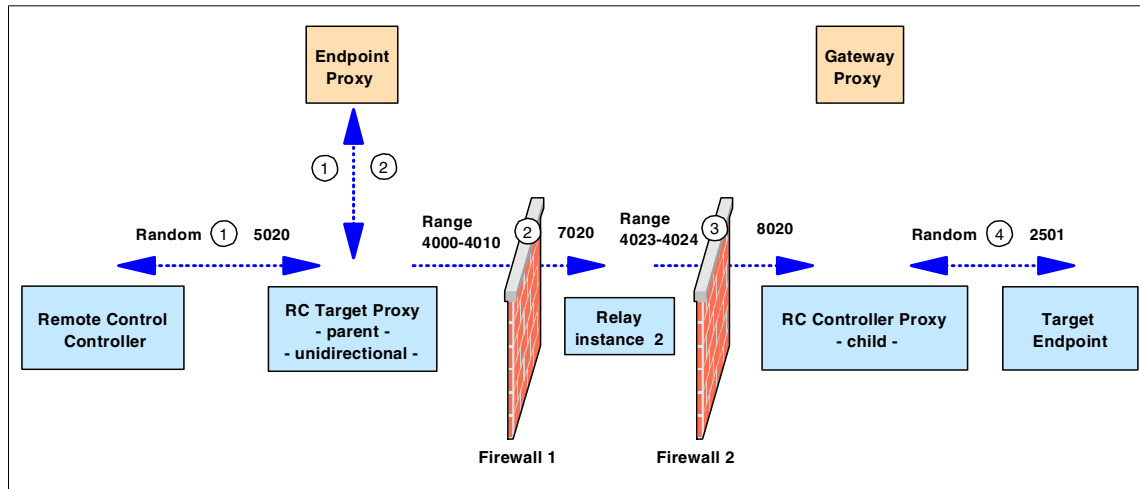 Endpoint
Proxy
Gateway
Proxy
1
2
Random 1 5020
Range
4000-4010
2
7020
Range
4023-4024
3
8020
Random 4 2501
Remote Control
Controller
RC Target Proxy
- parent -
- unidirectional -
Relay
instance 2
RC Controller Proxy
- child -
Target
Endpoint
Firewall 1
Firewall 2